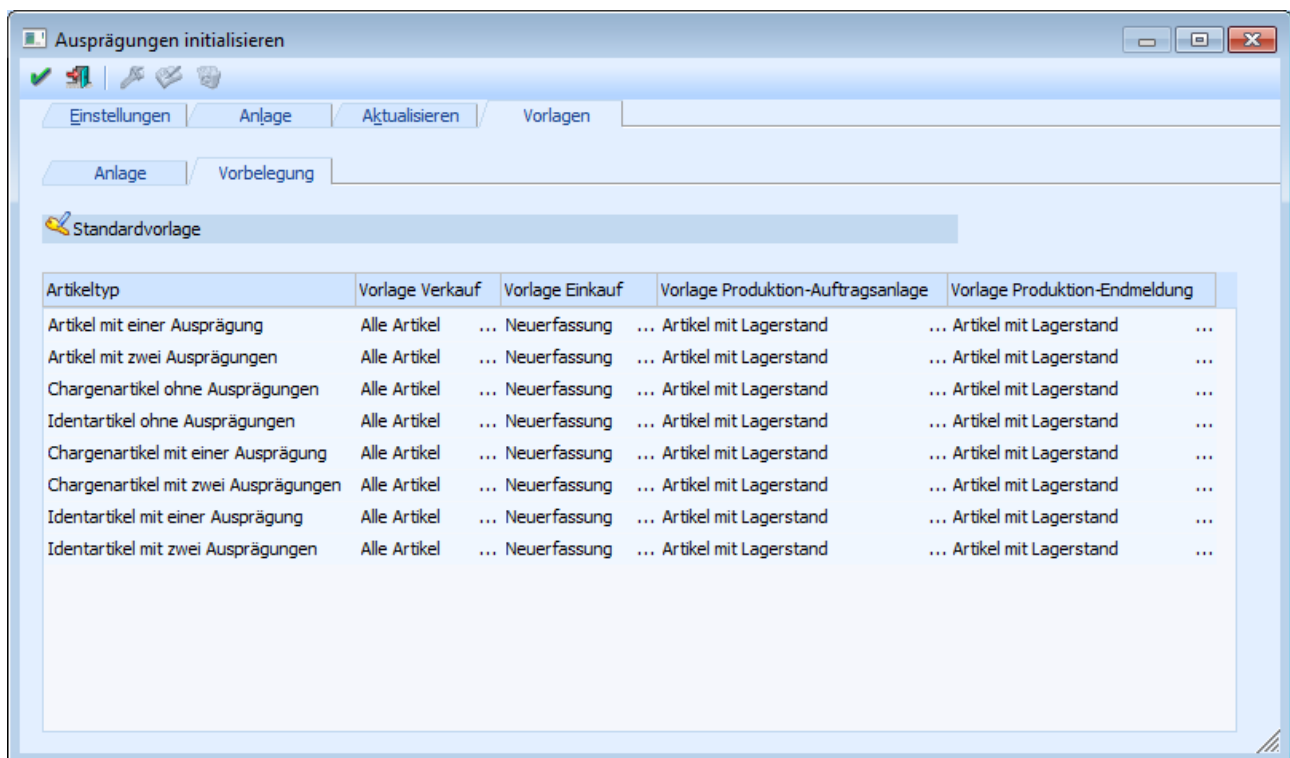 Ausprägungen initialisieren
Einstellungen Anlage Aktualisieren Vorlagen
Anlage Vorbelegung
Standardvorlage
Artikeltyp Vorlage Verkauf Vorlage Einkauf Vorlage Produktion-Auftragsanlage Vorlage Produktion-Endmeldung
Artikel mit einer Ausprägung Alle Artikel ... Neuerfassung ... Artikel mit Lagerstand ... Artikel mit Lagerstand ...
Artikel mit zwei Ausprägungen Alle Artikel ... Neuerfassung ... Artikel mit Lagerstand ... Artikel mit Lagerstand ...
Chargenartikel ohne Ausprägungen Alle Artikel ... Neuerfassung ... Artikel mit Lagerstand ... Artikel mit Lagerstand ...
Identartikel ohne Ausprägungen Alle Artikel ... Neuerfassung ... Artikel mit Lagerstand ... Artikel mit Lagerstand ...
Chargenartikel mit einer Ausprägung Alle Artikel ... Neuerfassung ... Artikel mit Lagerstand ... Artikel mit Lagerstand ...
Chargenartikel mit zwei Ausprägungen Alle Artikel ... Neuerfassung ... Artikel mit Lagerstand ... Artikel mit Lagerstand ...
Identartikel mit einer Ausprägung Alle Artikel ... Neuerfassung ... Artikel mit Lagerstand ... Artikel mit Lagerstand ...
Identartikel mit zwei Ausprägungen Alle Artikel ... Neuerfassung ... Artikel mit Lagerstand ... Artikel mit Lagerstand ...